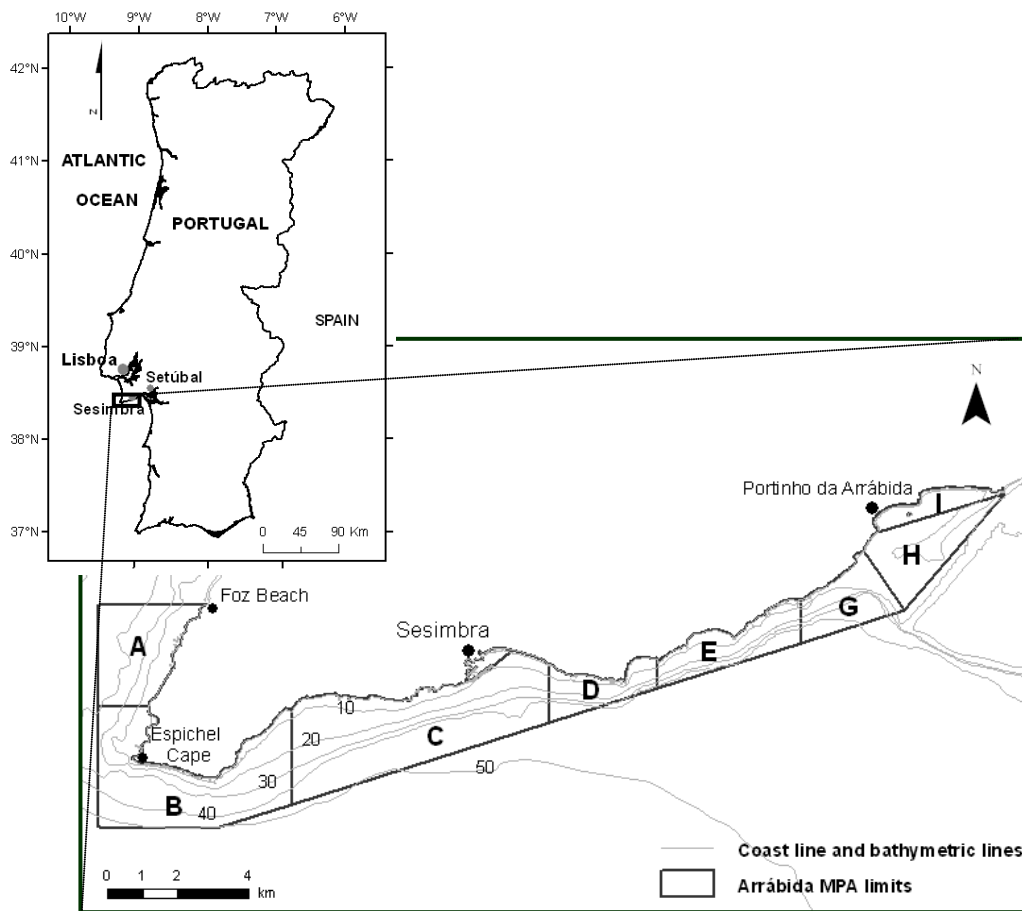 10°W 9°W 8°W 7°W 6°W
42°N
41°N
40°N
39°N
38°N
37°N
N
ATLANTIC
OCEAN
PORTUGAL
SPAIN
Lisboa
Setúbal
Sesimbra
0 45 90 Km
N
Portinho da Arrábida
I
H
Foz Beach
G
A
Sesimbra
E
D
10
Espichel
Cape
20
C
30
50
B
40
0 1 2 4
km
Coast line and bathymetric lines
Arrábida MPA limits